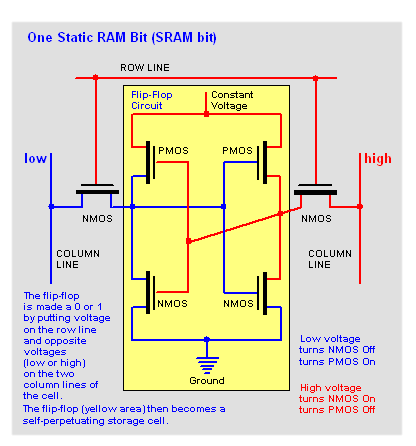 One Static RAM Bit (SRAM bit)
ROW LINE
Flip-Flop
Circuit
Constant
Voltage
low
PMOS
PMOS
high
NMOS
NMOS
COLUMN
LINE
COLUMN
LINE
NMOS
NMOS
The flip-flop
is made a 0 or 1
by putting voltage
on the row line
and opposite
voltages
(low or high)
on the two
column lines of
the cell.
The flip-flop (yellow area) then becomes a
self-perpetuating storage cell.
Ground
Low voltage
turns NMOS Off
turns PMOS On
High voltage
turns NMOS On
turns PMOS Off